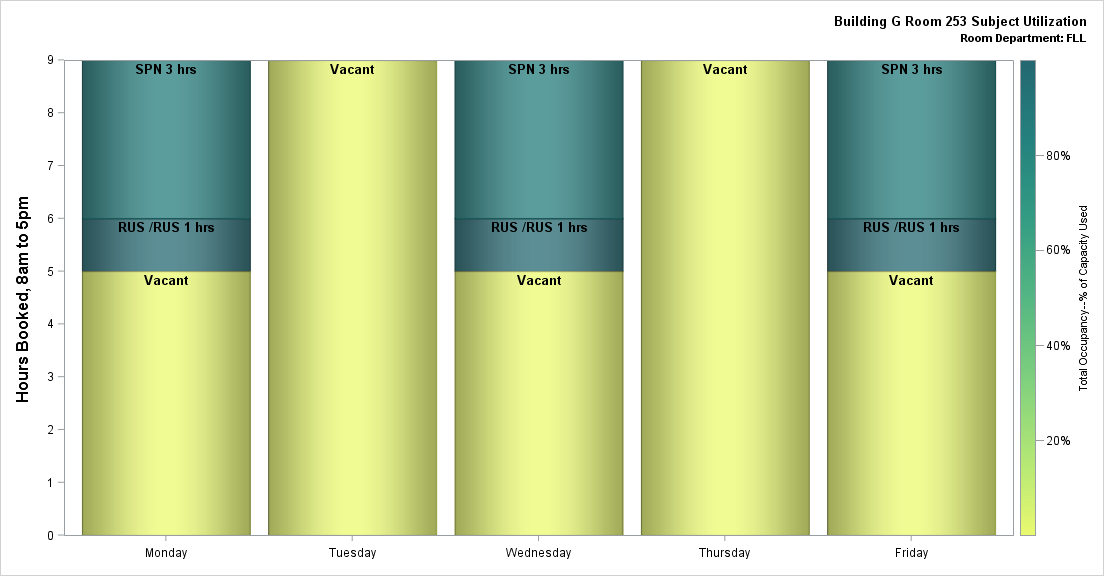 Building G Room 253 Subject Utilization
Room Department: FLL
Hours Booked, 8am to 5pm
9
8
7
6
5
4
3
2
1
0
SPN 3 hrs
RUS /RUS 1 hrs
Vacant
Vacant
SPN 3 hrs
RUS /RUS 1 hrs
Vacant
Vacant
SPN 3 hrs
RUS /RUS 1 hrs
Vacant
Monday
Tuesday
Wednesday
Thursday
Friday
80%
60%
40%
20%
Total Occupancy--% of Capacity Used